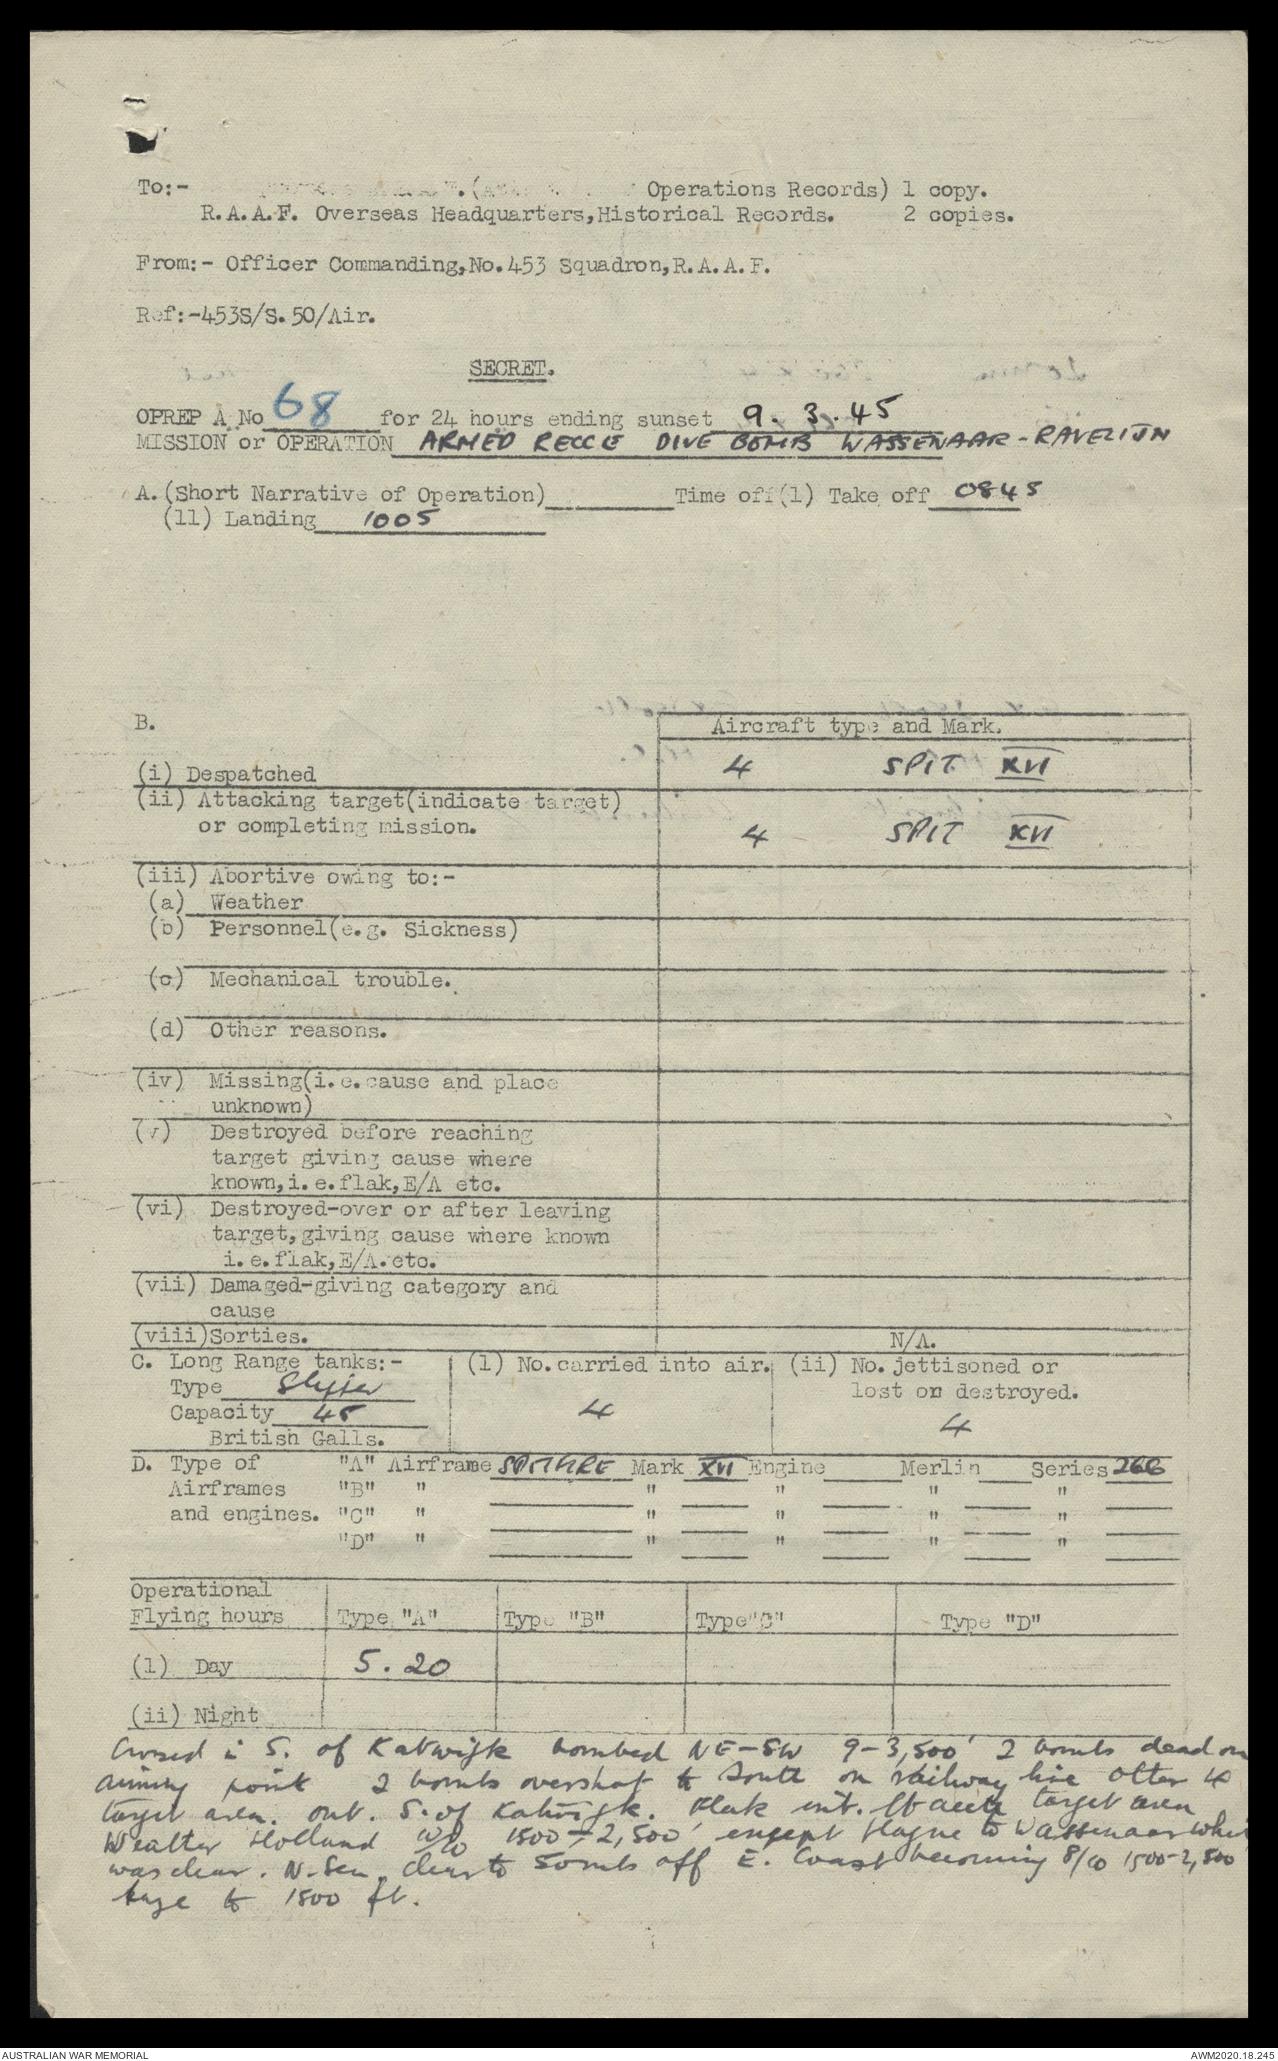 To:- Operations Records) 1 copy.
R.A.A.F. Overseas Headquarters,Historical Records. 2 copies.
From:- Officer Commanding,No.453 Squadron,R.A.A.F.
Ref:-453S/S.50/Air.
SECRET.
OPREP A No 68 for 24 hours ending sunset 9.3.45
MISSION or OPERATION ARMED RECCE DIVE BOMB WASSENAAR-RAVELIJN
A.(Short Narrative of Operation) Time off(1) Take off 0845
(11) Landing 1005
B. Aircraft type and Mark.
(i) Despatched 4 SPIT XVI
(ii) Attacking target(indicate target)
or completing mission. 4 SPIT XVI
(iii) Abortive owing to:-
(a) Weather
(b) Personnel(e.g. Sickness)
(c) Mechanical trouble.
(d) Other reasons.
(iv) Missing(i.e.cause and place
unknown)
(v) Destroyed before reaching
target giving cause where
known,i.e.flak,E/A etc.
(vi) Destroyed-over or after leaving
target,giving cause where known
i.e.flak,E/A.etc.
(vii) Damaged-giving category and
cause
(viii)Sorties. N/A.
C. Long Range tanks:- (1) No.carried into air. (ii) No.jettisoned or
Type Slipper lost or destroyed.
Capacity 45 4 4
British Galls.
D. Type of "A" Airframe SPITFIRE Mark XVI Engine Merlin Series 266
Airframes "B" " " " " "
and engines. "C" " " " " "
"D" " " " " "
Operational
Flying hours Type "A" Type "B" Type"C" Type "D"
(1) Day 5.20
(ii) Night
Crossed in S. of Katwijk bombed NE-SW 9-3,500' 2 bombs dead on
aiming point 2 bombs overshot to South on railway line other 4
target area. out. S. of Katwijk. Flak int. target area
Weather Holland 10/10 1500-2,500' except Hague to Wassenaar which
was clear. N-Sea. clear to 50 mls off E. Coast becoming 8/10 1500-2,500'
haze to 1500 ft.
AUSTRALIAN WAR MEMORIAL AWM2020.18.245